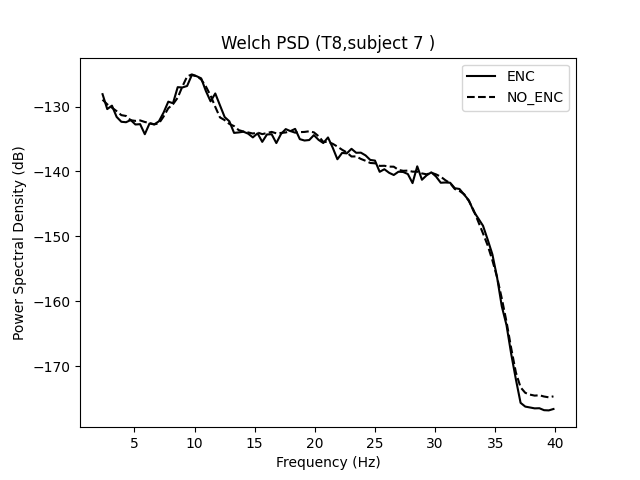 Welch PSD (T8,subject 7 )
ENC
NO_ENC
Power Spectral Density (dB)
−130
−140
−150
−160
−170
5 10 15 20 25 30 35 40
Frequency (Hz)